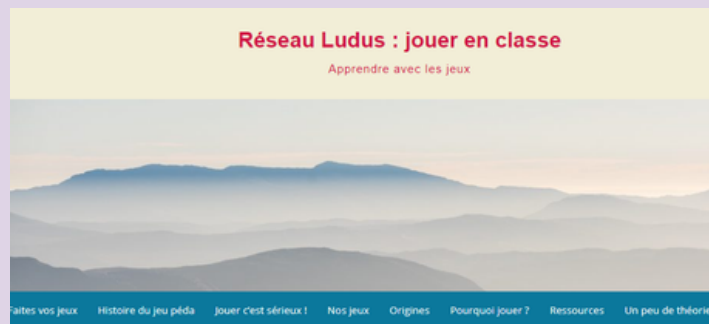 Réseau Ludus : jouer en classe
Apprendre avec les jeux
Faites vos jeux Histoire du jeu péda Jouer c'est sérieux ! Nos jeux Origines Pourquoi jouer ? Ressources Un peu de théorie